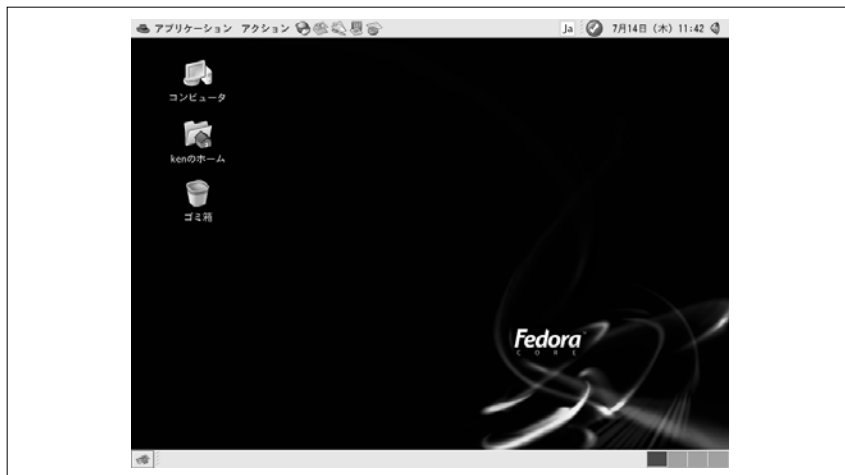 アプリケーション アクション Ja 7月14日 (木) 11:42
コンピュータ
kenのホーム
ゴミ箱
Fedora
CORE